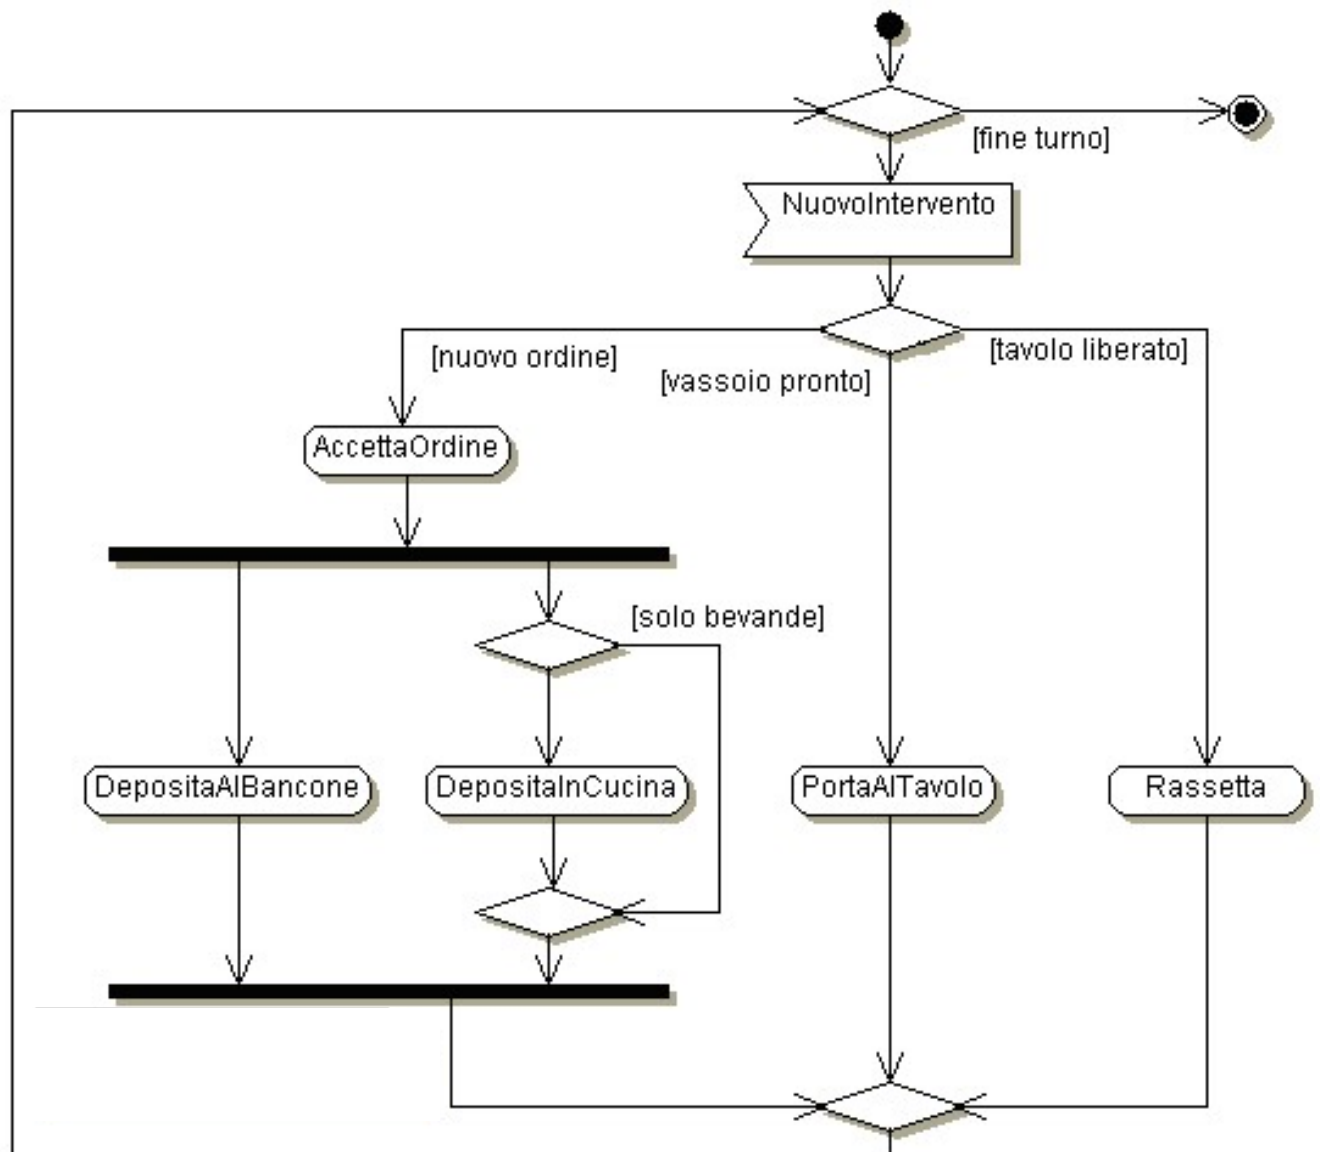 [fine turno]
NuovoIntervento
[nuovo ordine]
[vassoio pronto]
[tavolo liberato]
AccettaOrdine
[solo bevande]
DepositaAlBancone
DepositaInCucina
PortaAlTavolo
Rassetta